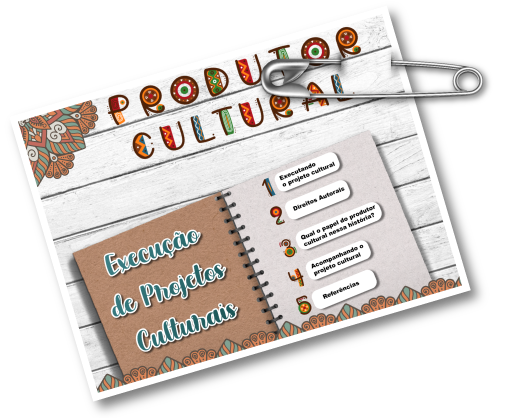 PRODUTOR
CULTURAL
Execução
de Projetos
Culturais
1 Executando
o projeto cultural
2 Direitos Autorais
3 Qual o papel do produtor
cultural nessa história?
4 Acompanhando o
projeto cultural
5 Referências